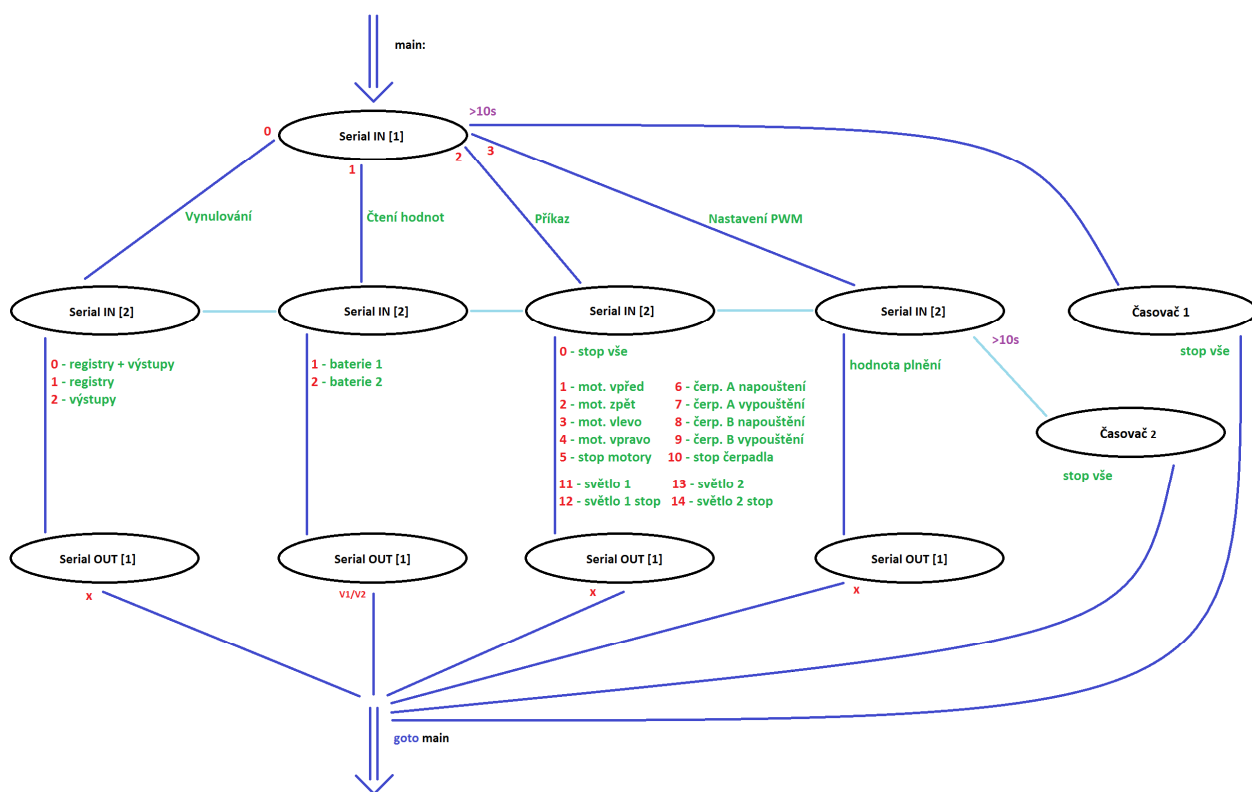 main:
>10s
0
Serial IN [1]
1
2
3
Vynulování
Čtení hodnot
Příkaz
Nastavení PWM
Serial IN [2]
Serial IN [2]
Serial IN [2]
Serial IN [2]
Časovač 1
>10s
stop vše
0 - registry + výstupy
1 - registry
2 - výstupy
1 - baterie 1
2 - baterie 2
0 - stop vše
1 - mot. vpřed
2 - mot. zpět
3 - mot. vlevo
4 - mot. vpravo
5 - stop motory
6 - čerp. A napouštení
7 - čerp. A vypouštění
8 - čerp. B napouštení
9 - čerp. B vypouštění
10 - stop čerpadla
11 - světlo 1
12 - světlo 1 stop
13 - světlo 2
14 - světlo 2 stop
hodnota plnění
Časovač 2
stop vše
Serial OUT [1]
Serial OUT [1]
Serial OUT [1]
Serial OUT [1]
x
V1/V2
x
x
goto main